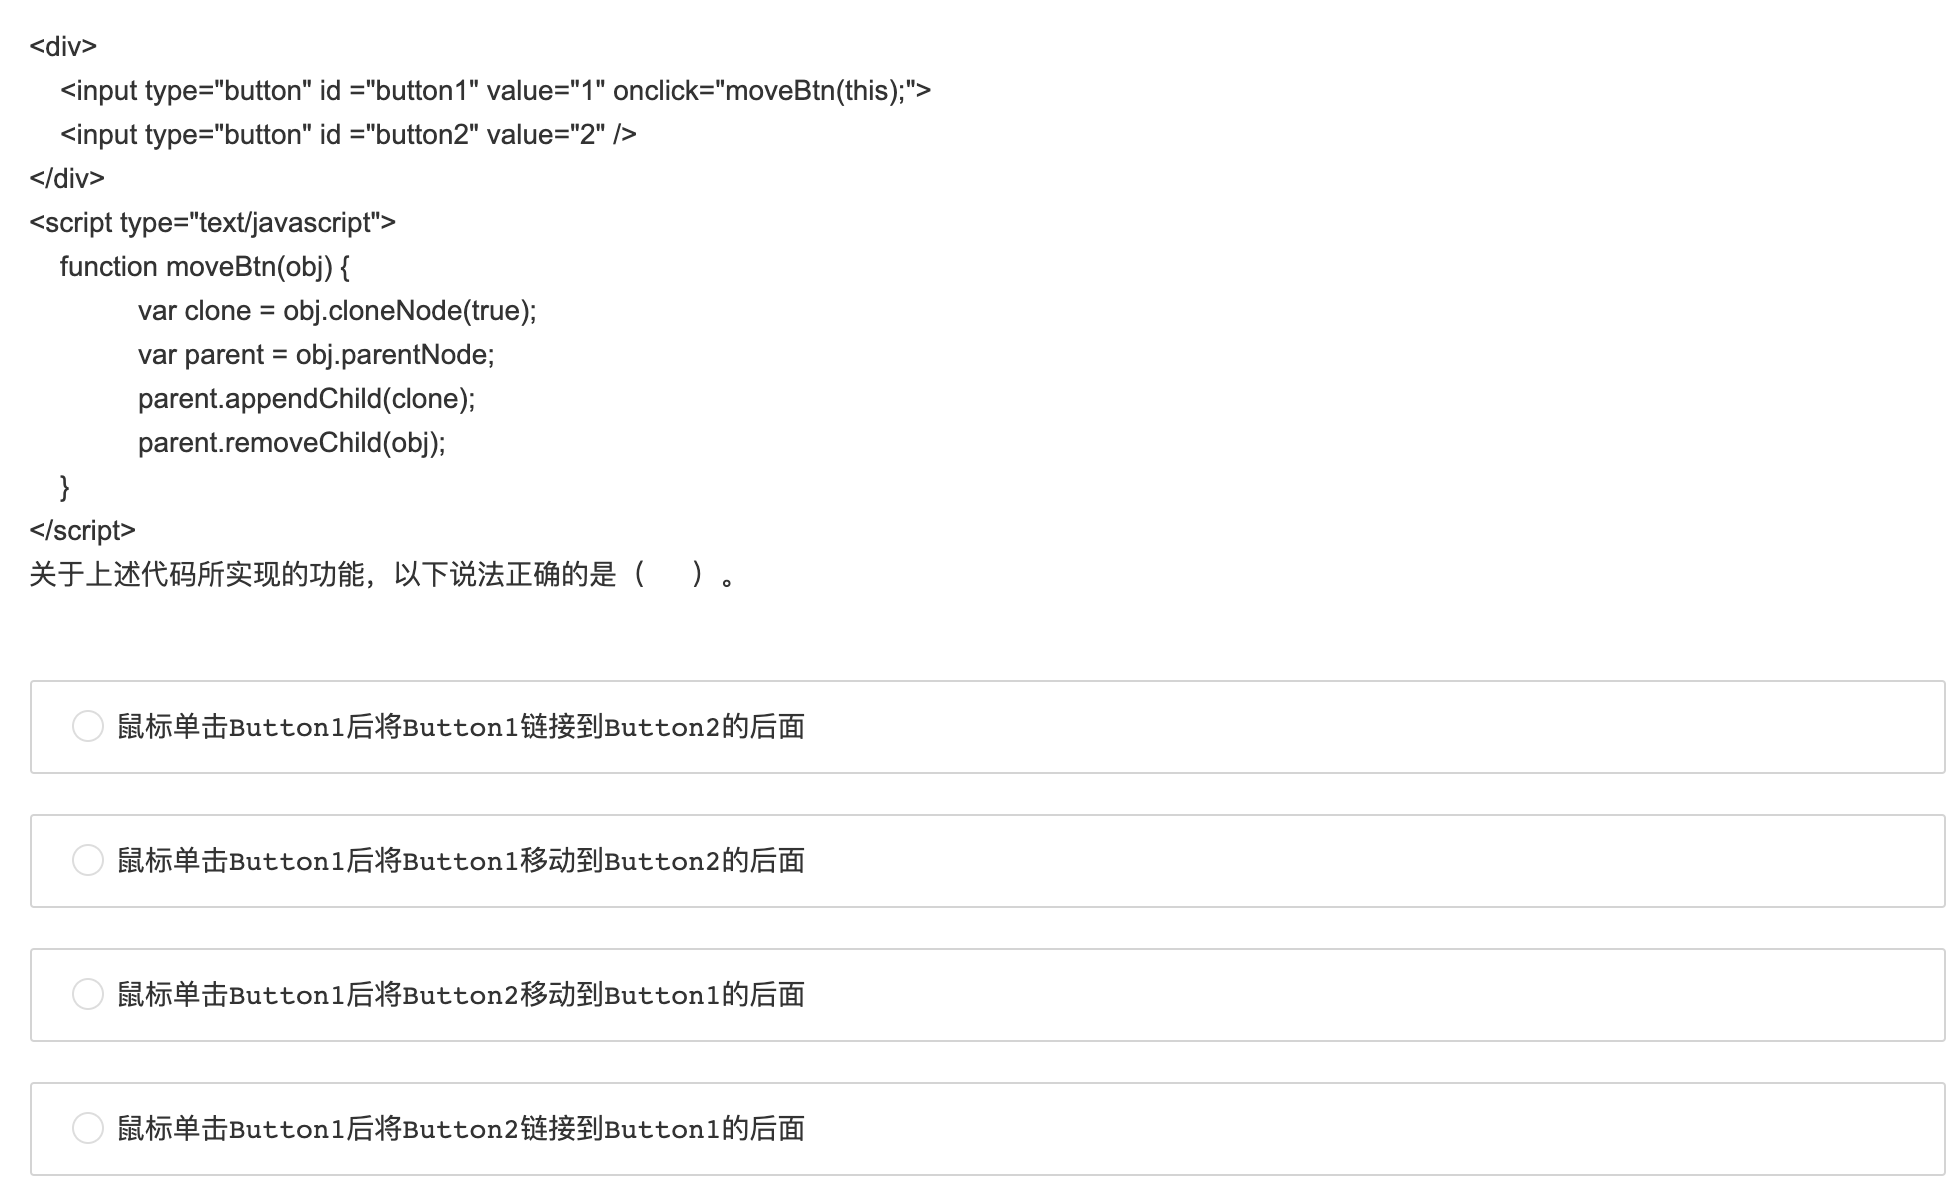 <div>
<input type="button" id ="button1" value="1" onclick="moveBtn(this);">
<input type="button" id ="button2" value="2" />
</div>
<script type="text/javascript">
function moveBtn(obj) {
var clone = obj.cloneNode(true);
var parent = obj.parentNode;
parent.appendChild(clone);
parent.removeChild(obj);
}
</script>
关于上述代码所实现的功能，以下说法正确的是（ ）。
鼠标单击Button1后将Button1链接到Button2的后面
鼠标单击Button1后将Button1移动到Button2的后面
鼠标单击Button1后将Button2移动到Button1的后面
鼠标单击Button1后将Button2链接到Button1的后面